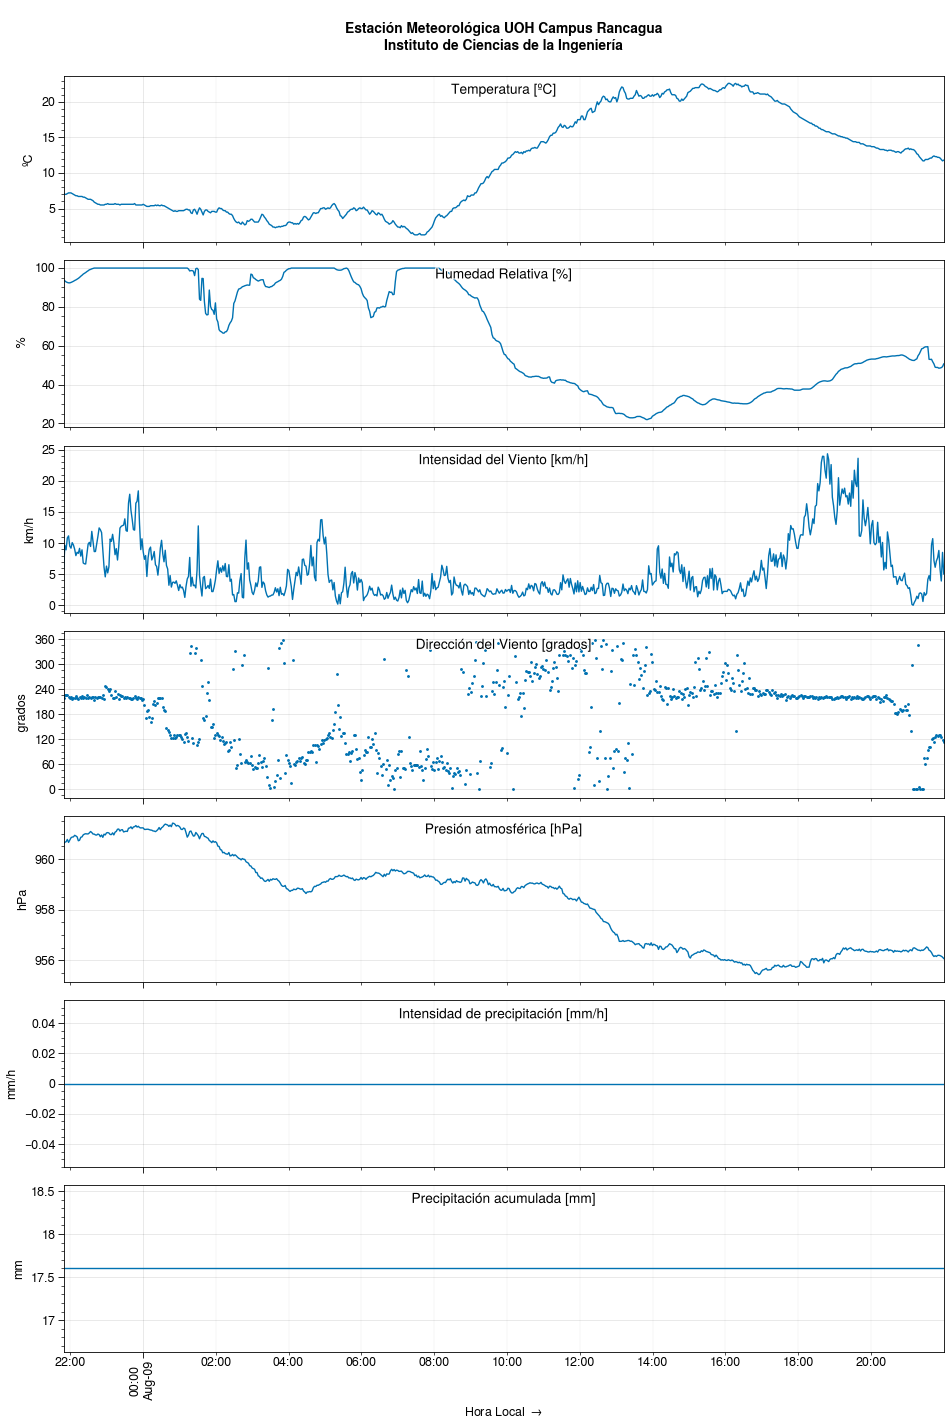 Estación Meteorológica UOH Campus Rancagua
Instituto de Ciencias de la Ingeniería
Temperatura [ºC]
ºC
20
15
10
5
Humedad Relativa [%]
%
100
80
60
40
20
Intensidad del Viento [km/h]
km/h
25
20
15
10
5
0
Dirección del Viento [grados]
grados
360
300
240
180
120
60
0
Presión atmosférica [hPa]
hPa
960
958
956
Intensidad de precipitación [mm/h]
mm/h
0.04
0.02
0
−0.02
−0.04
Precipitación acumulada [mm]
mm
18.5
18
17.5
17
22:00
00:00
Aug-09
02:00
04:00
06:00
08:00
10:00
12:00
14:00
16:00
18:00
20:00
Hora Local →